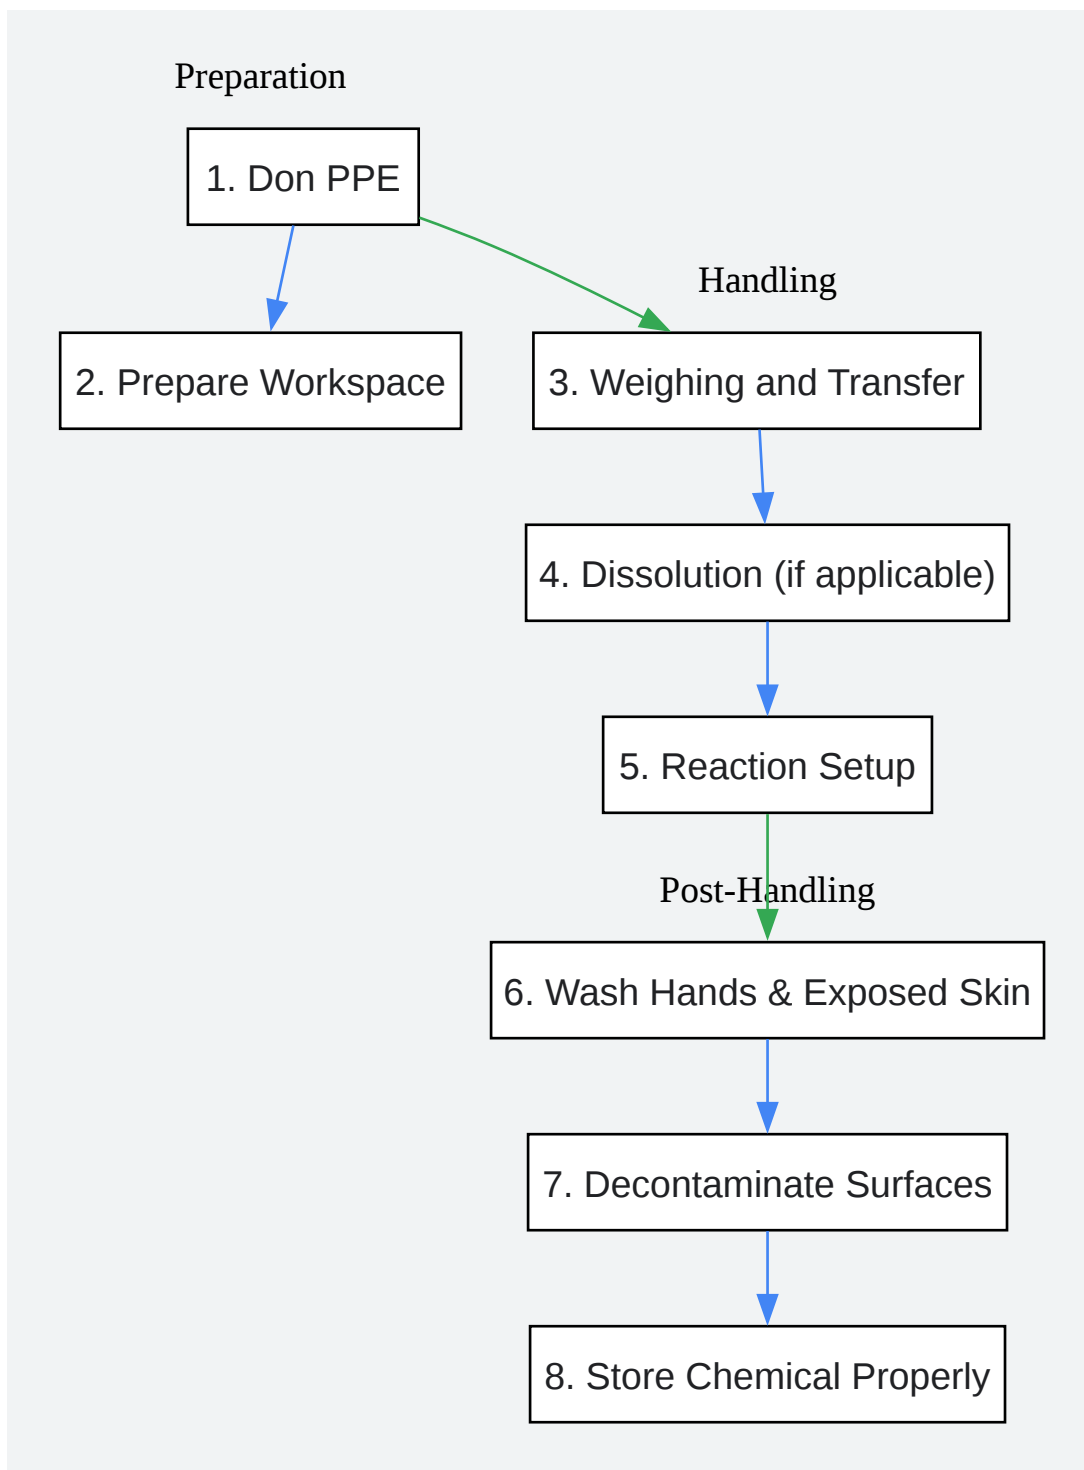 Preparation
1. Don PPE
2. Prepare Workspace
Handling
3. Weighing and Transfer
4. Dissolution (if applicable)
5. Reaction Setup
Post-Handling
6. Wash Hands & Exposed Skin
7. Decontaminate Surfaces
8. Store Chemical Properly